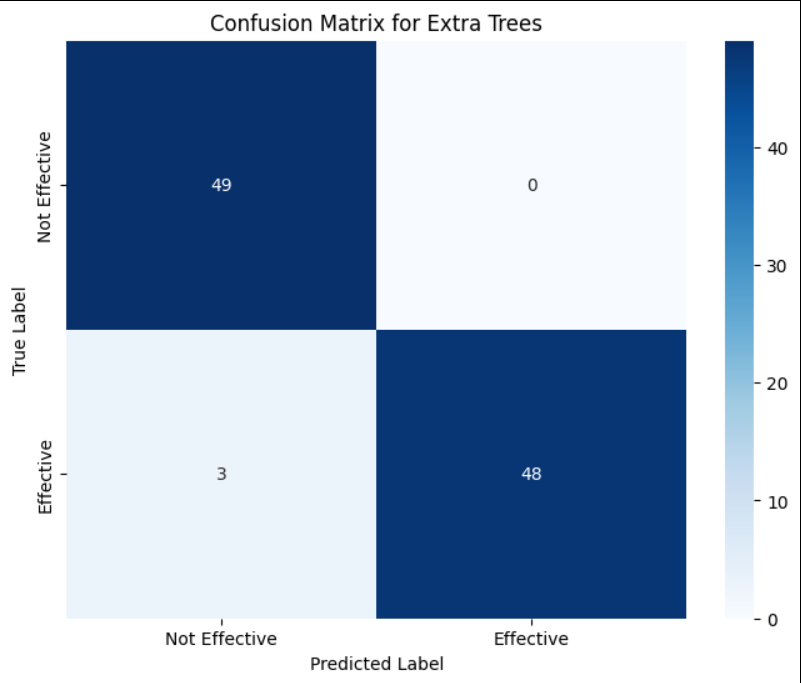 Confusion Matrix for Extra Trees
True Label
Not Effective
49
0
Effective
3
48
Not Effective
Effective
Predicted Label
40
30
20
10
0